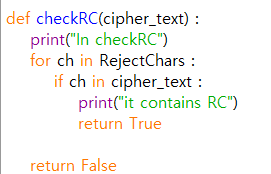 def checkRC(cipher_text) :
    print("In checkRC")
    for ch in RejectChars :
        if ch in cipher_text :
            print("it contains RC")
            return True

    return False